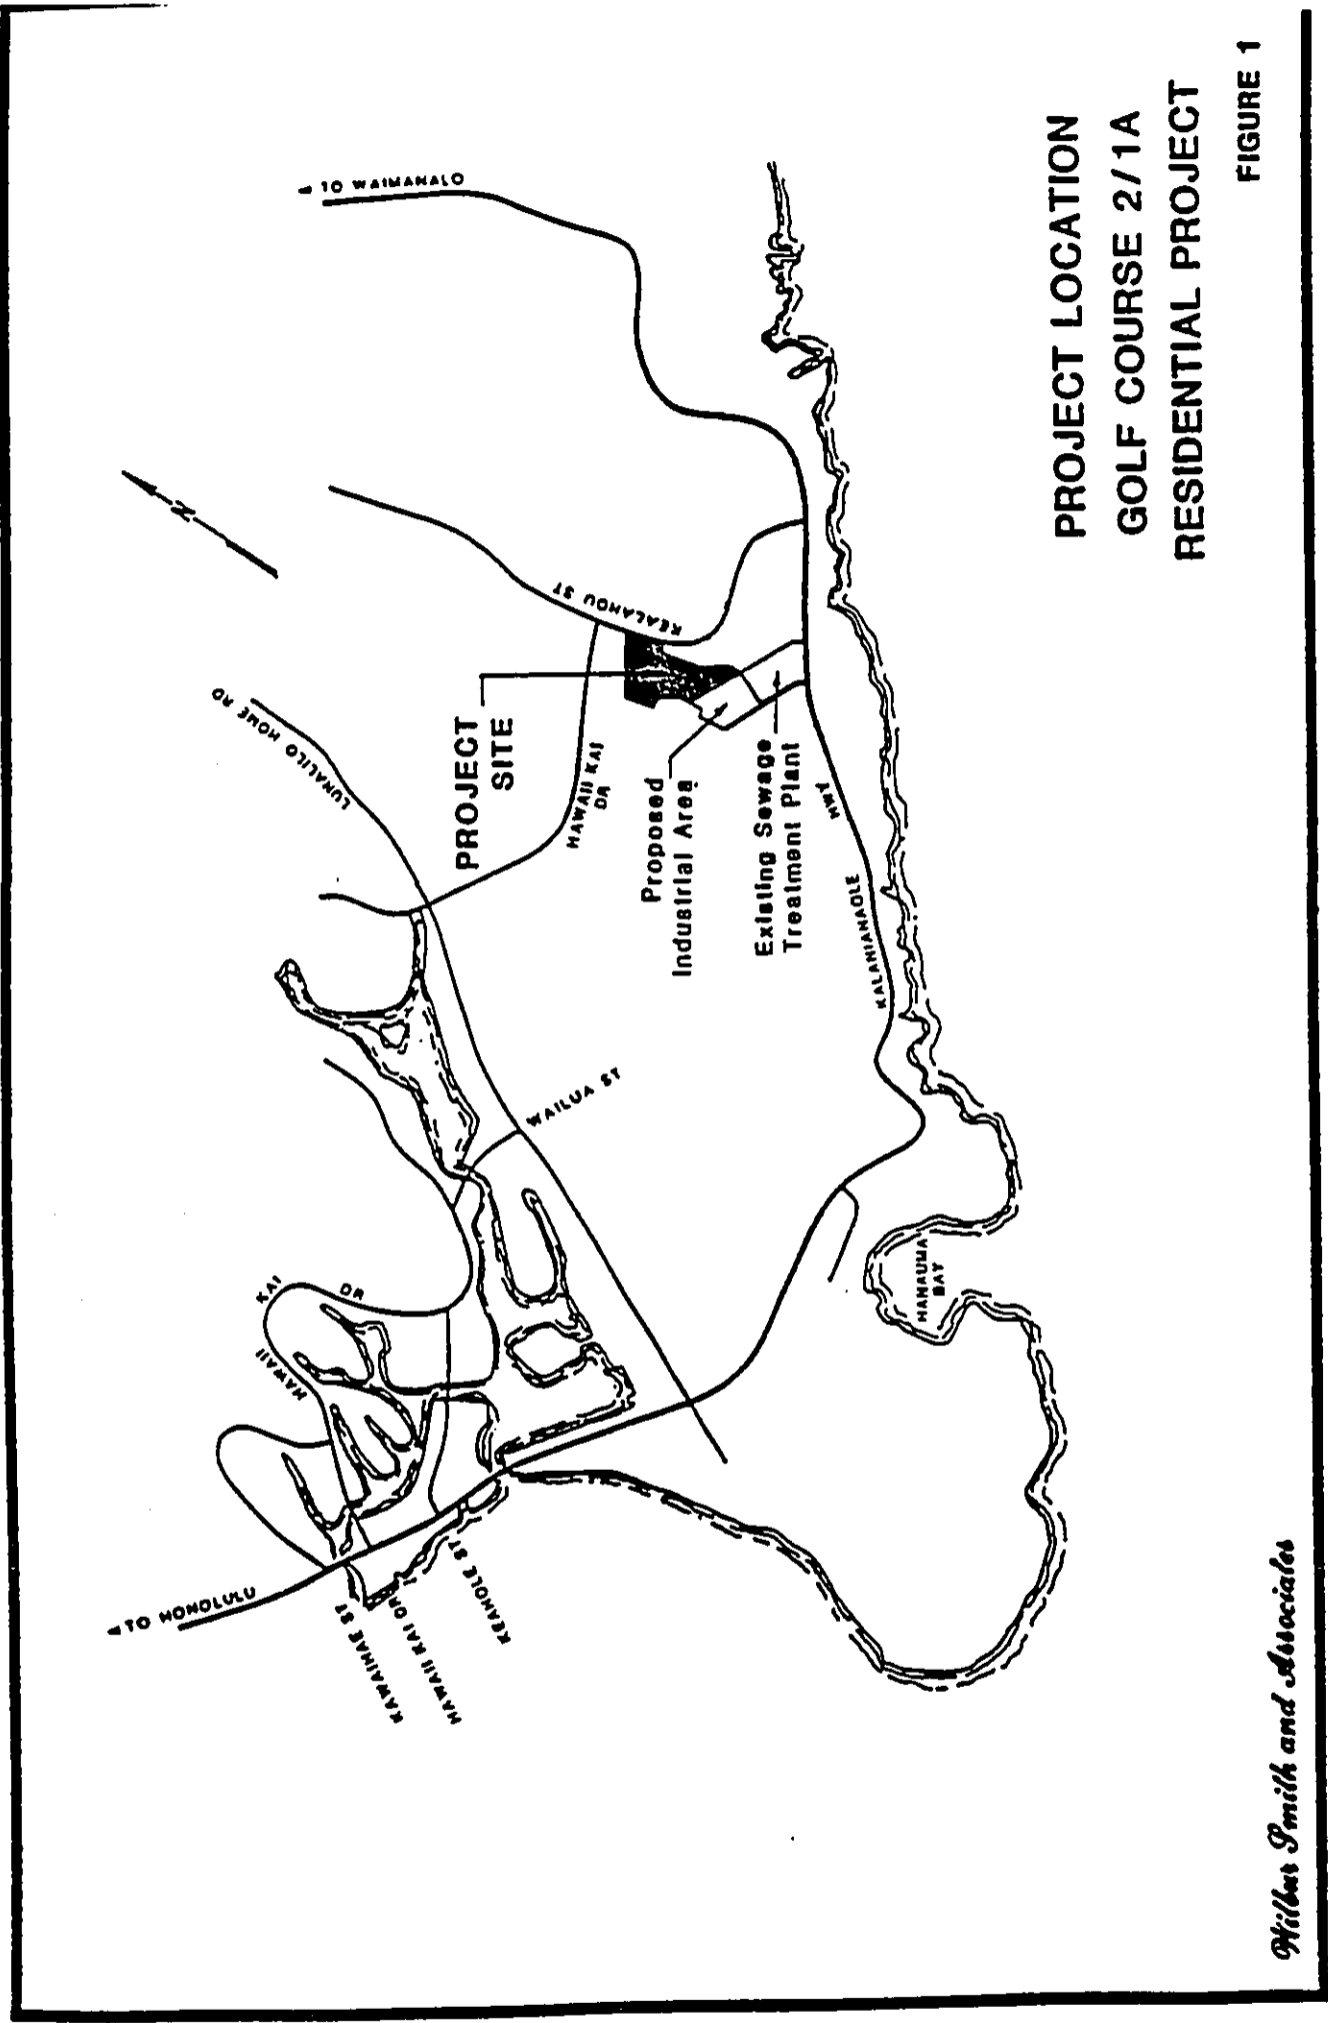 TO WAIMANALO
N
LUNALILO HOME RD
KEALAHOU ST
PROJECT
SITE
HAWAII KAI
DR
Proposed
Industrial Area
Existing Sewage
Treatment Plant
KALANIANAOLE
HWY
WAILUA ST
HAWAII
KAI
DR
HANAUMA
BAY
TO HONOLULU
KAWAIHAE ST
HAWAII KAI DR
KEAHOLE ST
PROJECT LOCATION
GOLF COURSE 2/1A
RESIDENTIAL PROJECT
FIGURE 1
Wilbur Smith and Associates